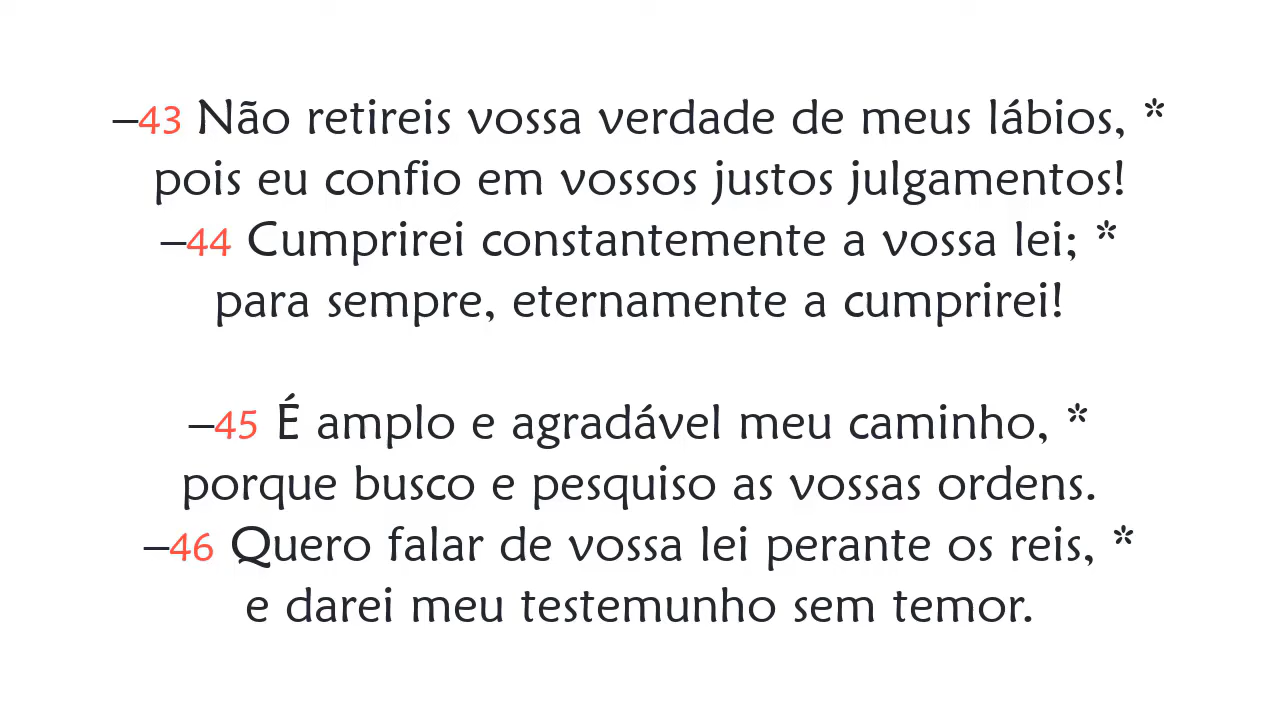 –43 Não retireis vossa verdade de meus lábios, *
pois eu confio em vossos justos julgamentos!
–44 Cumprirei constantemente a vossa lei; *
para sempre, eternamente a cumprirei!
–45 É amplo e agradável meu caminho, *
porque busco e pesquiso as vossas ordens.
–46 Quero falar de vossa lei perante os reis, *
e darei meu testemunho sem temor.